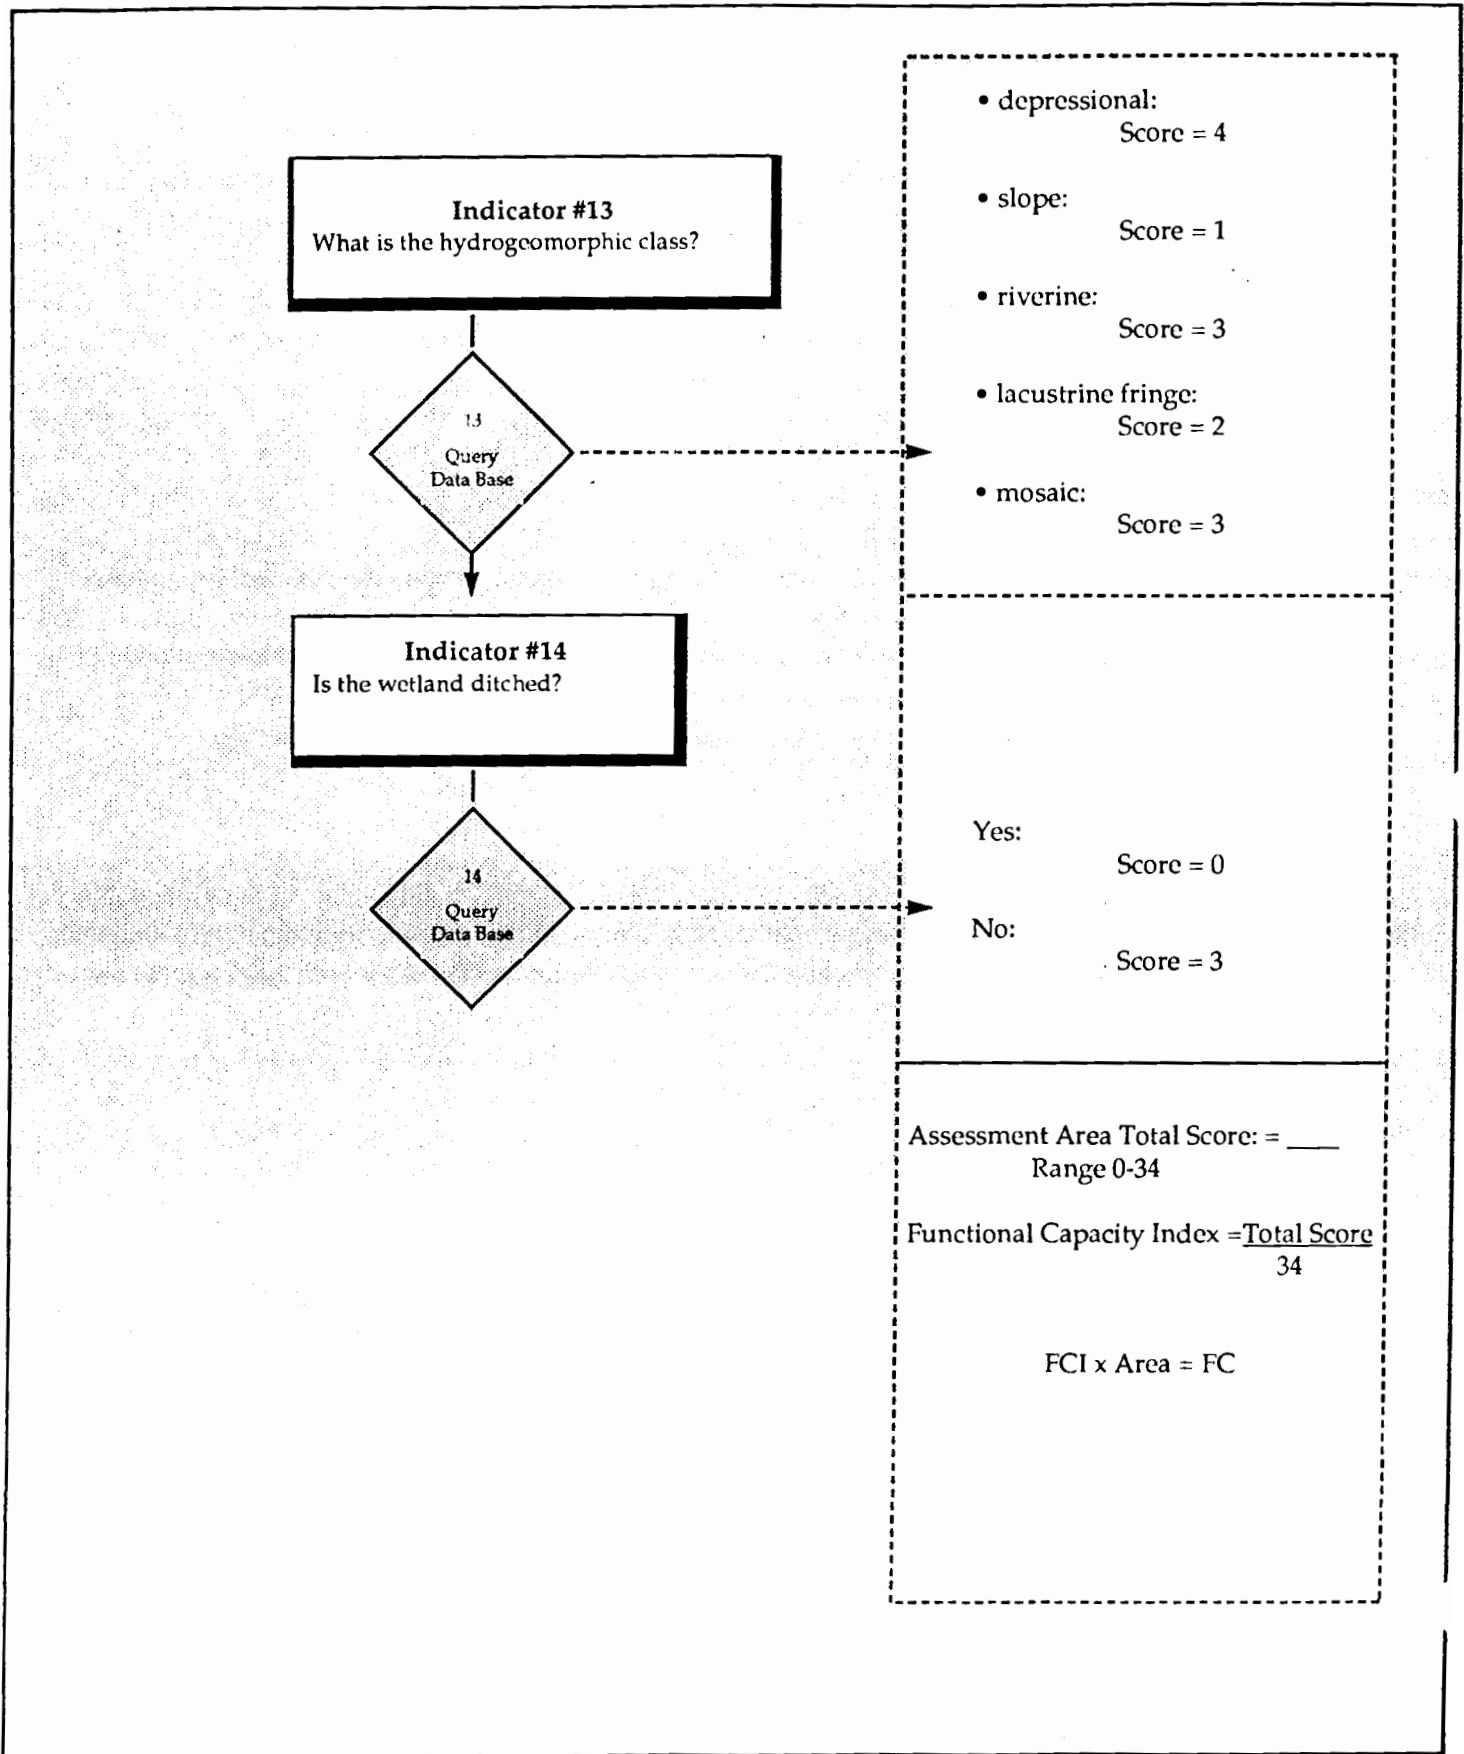 Indicator #13
What is the hydrogeomorphic class?
13
Query
Data Base
• depressional:
Score = 4
• slope:
Score = 1
• riverine:
Score = 3
• lacustrine fringe:
Score = 2
• mosaic:
Score = 3
Indicator #14
Is the wetland ditched?
14
Query
Data Base
Yes:
Score = 0
No:
Score = 3
Assessment Area Total Score: = ____
Range 0-34
Functional Capacity Index =Total Score
34
FCI x Area = FC